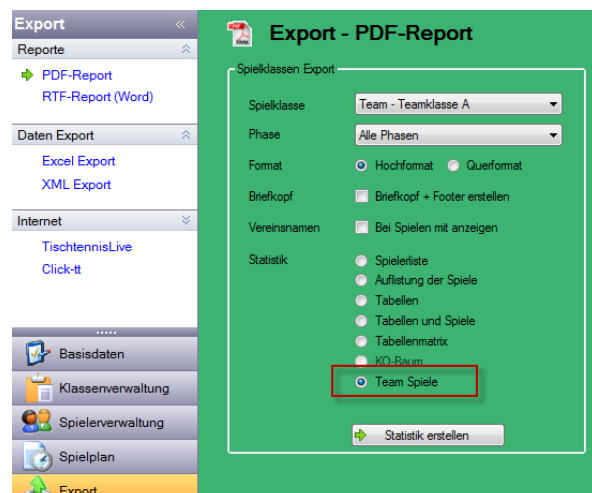 Export «
Reporte
PDF-Report
RTF-Report (Word)
Daten Export
Excel Export
XML Export
Internet
TischtennisLive
Click-tt
Basisdaten
Klassenverwaltung
Spielerverwaltung
Spielplan
Export
Export - PDF-Report
Spielklassen Export
Spielklasse Team - Teamklasse A
Phase Alle Phasen
Format Hochformat Querformat
Briefkopf Briefkopf + Footer erstellen
Vereinsnamen Bei Spielen mit anzeigen
Statistik Spielerliste
Auflistung der Spiele
Tabellen
Tabellen und Spiele
Tabellenmatrix
KO-Baum
Team Spiele
Statistik erstellen